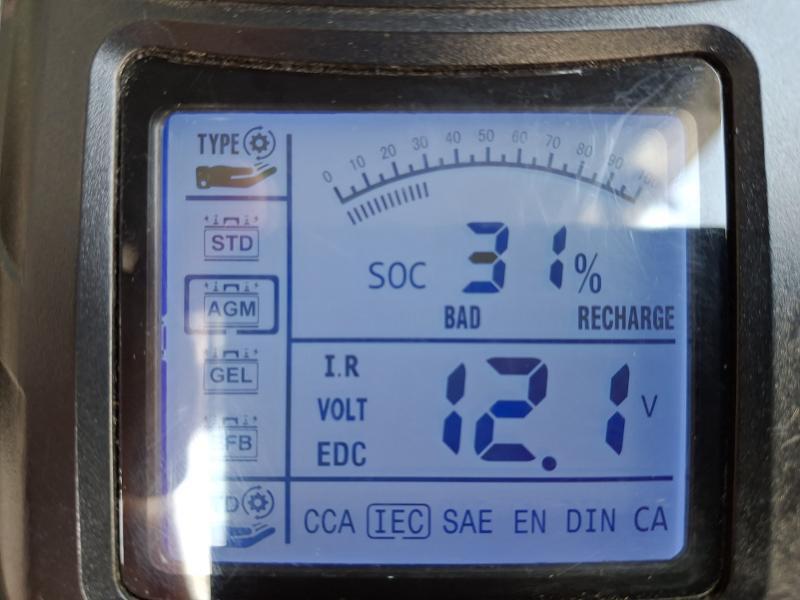 TYPE
0 10 20 30 40 50 60 70 80 90 100
STD
SOC 31%
BAD RECHARGE
AGM
I.R
GEL
VOLT 12.1 V
EDC
CCA IEC SAE EN DIN CA